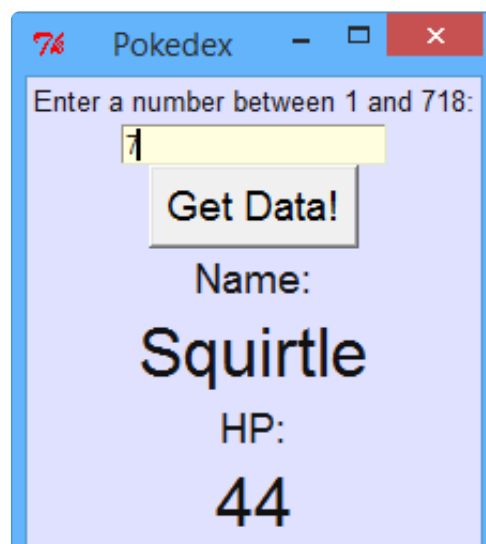 Pokedex
Enter a number between 1 and 718:
7
Get Data!
Name:
Squirtle
HP:
44